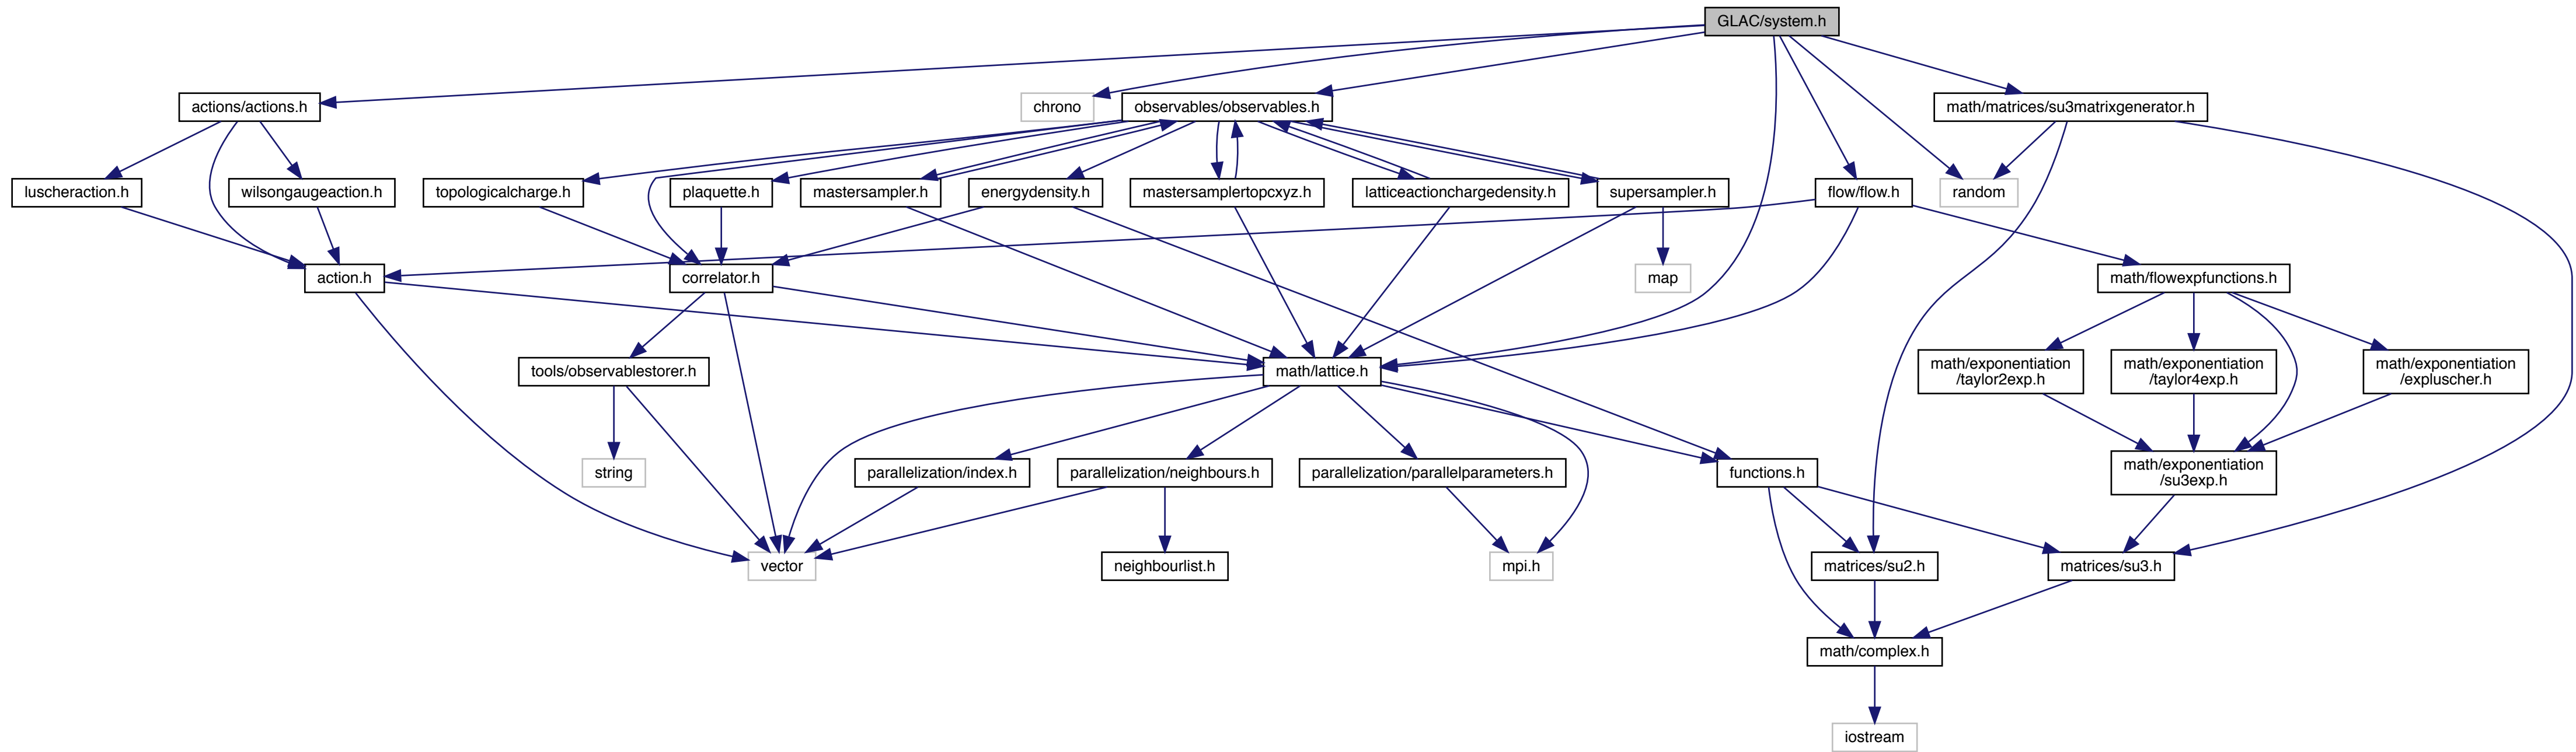 GLAC/system.h
actions/actions.h
chrono
observables/observables.h
math/matrices/su3matrixgenerator.h
luscheraction.h
wilsongaugeaction.h
topologicalcharge.h
plaquette.h
mastersampler.h
energydensity.h
mastersamplertopcxyz.h
latticeactionchargedensity.h
supersampler.h
flow/flow.h
random
action.h
correlator.h
map
math/flowexpfunctions.h
tools/observablestorer.h
math/lattice.h
math/exponentiation
/taylor2exp.h
math/exponentiation
/taylor4exp.h
math/exponentiation
/expluscher.h
string
parallelization/index.h
parallelization/neighbours.h
parallelization/parallelparameters.h
functions.h
math/exponentiation
/su3exp.h
vector
neighbourlist.h
mpi.h
matrices/su2.h
matrices/su3.h
math/complex.h
iostream